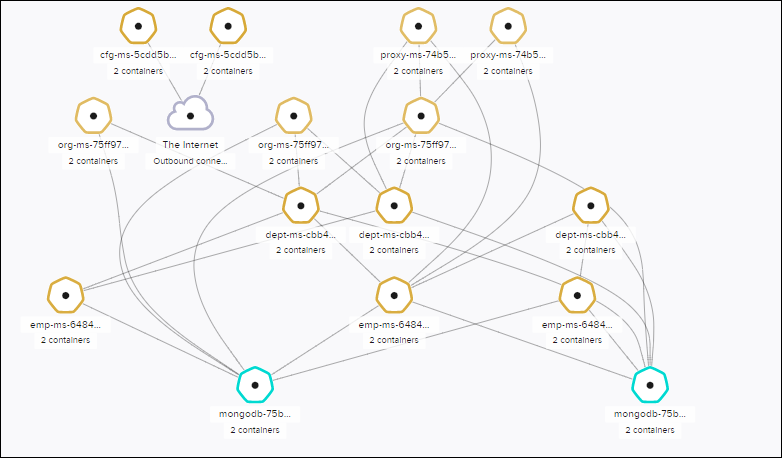 cfg-ms-5cdd5b...
2 containers
cfg-ms-5cdd5b...
2 containers
proxy-ms-74b5...
2 containers
proxy-ms-74b5...
2 containers
org-ms-75ff97...
2 containers
The Internet
Outbound conne...
org-ms-75ff97...
2 containers
org-ms-75ff97...
2 containers
dept-ms-cbb4...
2 containers
dept-ms-cbb4...
2 containers
dept-ms-cbb4...
2 containers
emp-ms-6484...
2 containers
emp-ms-6484...
2 containers
emp-ms-6484...
2 containers
mongodb-75b...
2 containers
mongodb-75b...
2 containers